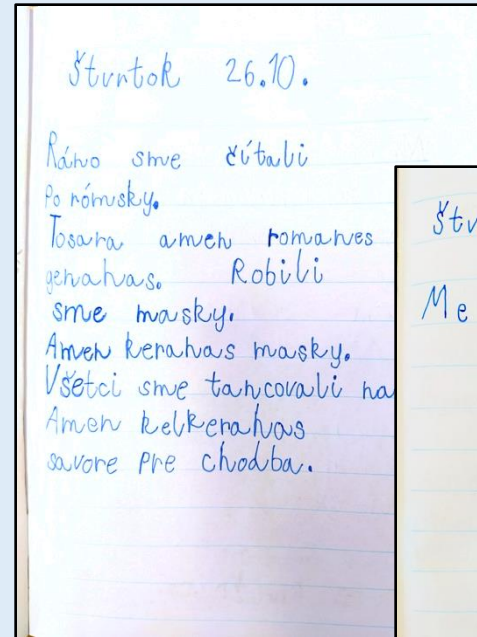 Štvrtok 26.10.
Ráno sme čítali
Po rómsky.
Tosara amen romanes
genahas. Robili
sme masky.
Amen kerahas masky.
Všetci sme tancovali na
Amen kelkerahas
savore pre chodba.
Štv
Me